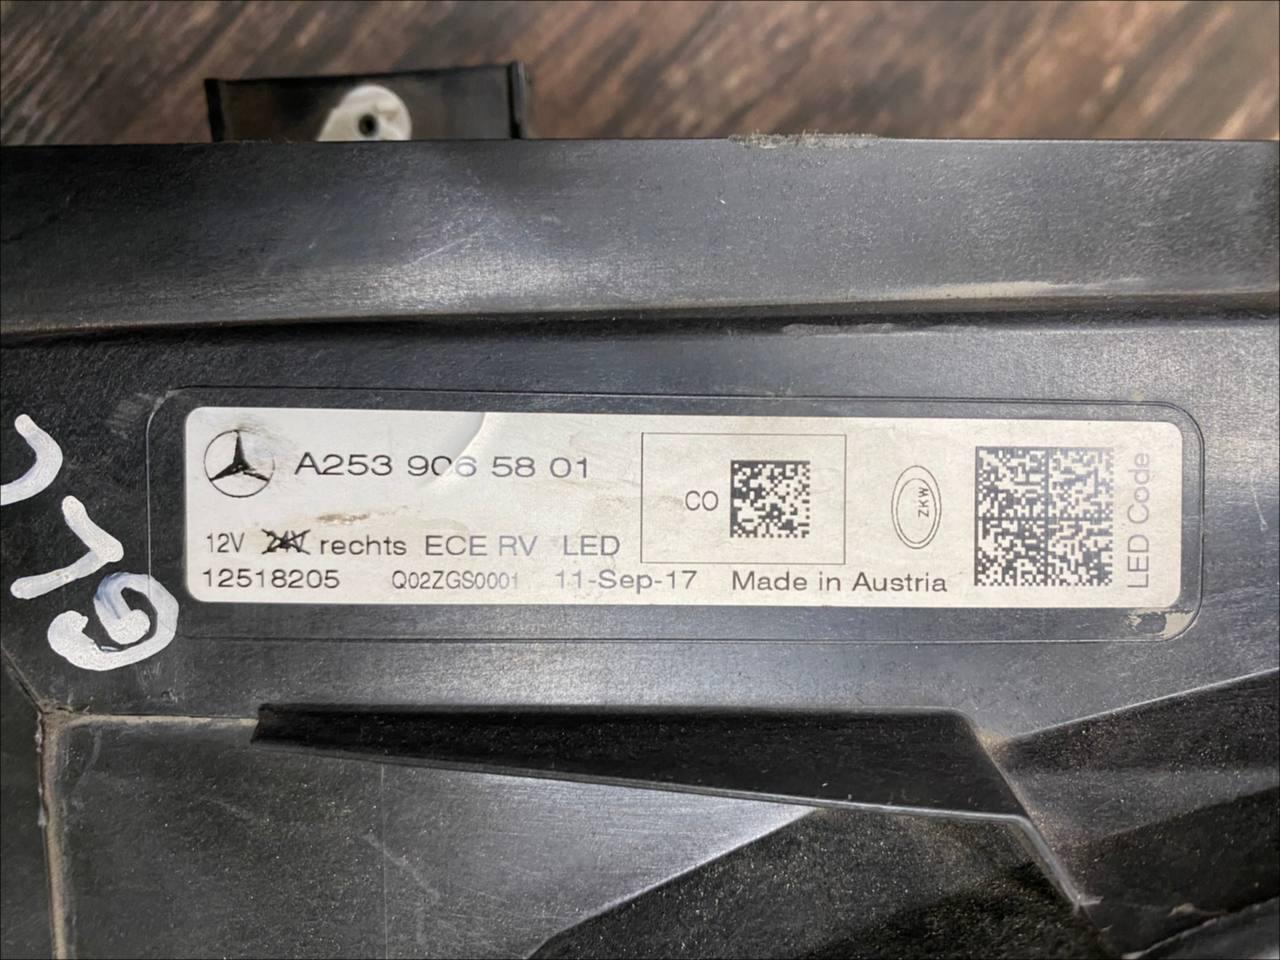 A253 906 58 01
CO
ZKW
12V 24V rechts ECE RV LED
12518205 Q02ZGS0001 11-Sep-17 Made in Austria
LED Code